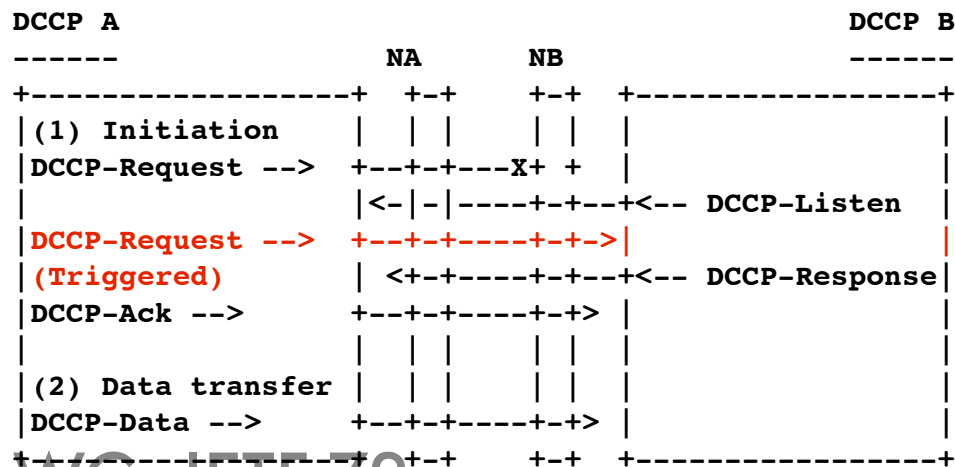 DCCP A                                         DCCP B
------               NA      NB                ------
+------------------+  +-+    +-+  +-----------------+
|(1) Initiation    |  | |    | |  |                 |
|DCCP-Request -->  +--+-+---X+ +  |                 |
|                  |<-|-|----+-+--+<-- DCCP-Listen  |
|DCCP-Request -->  +--+-+----+-+->|                 |
|(Triggered)       | <+-+----+-+--+<-- DCCP-Response|
|DCCP-Ack -->      +--+-+----+-+> |                 |
|                  |  | |    | |  |                 |
|(2) Data transfer |  | |    | |  |                 |
|DCCP-Data -->     +--+-+----+-+> |                 |
+------------------+  +-+    +-+  +-----------------+